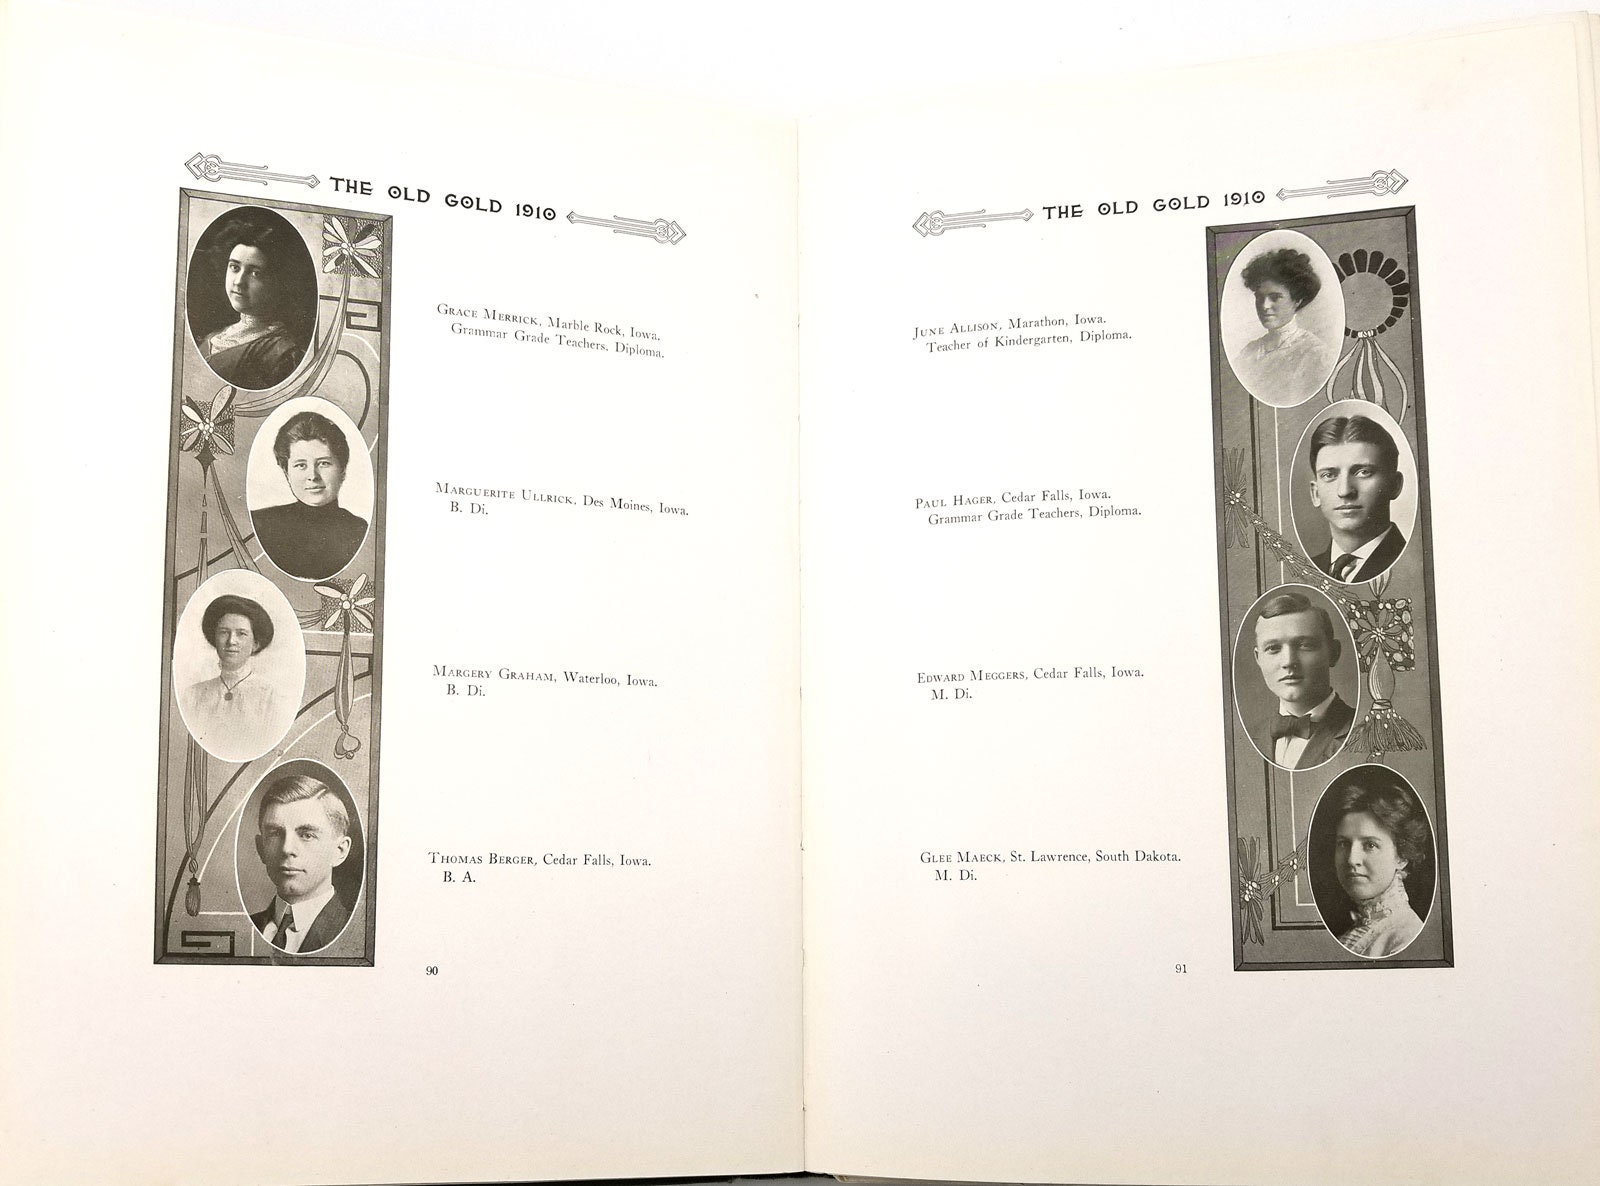 THE OLD GOLD 1910
GRACE MERRICK, Marble Rock, Iowa.
Grammar Grade Teachers, Diploma.
MARGUERITE ULLRICK, Des Moines, Iowa.
B. Di.
MARGERY GRAHAM, Waterloo, Iowa.
B. Di.
THOMAS BERGER, Cedar Falls, Iowa.
B. A.
90
THE OLD GOLD 1910
JUNE ALLISON, Marathon, Iowa.
Teacher of Kindergarten, Diploma.
PAUL HAGER, Cedar Falls, Iowa.
Grammar Grade Teachers, Diploma.
EDWARD MEGGERS, Cedar Falls, Iowa.
M. Di.
GLEE MAECK, St. Lawrence, South Dakota.
M. Di.
91